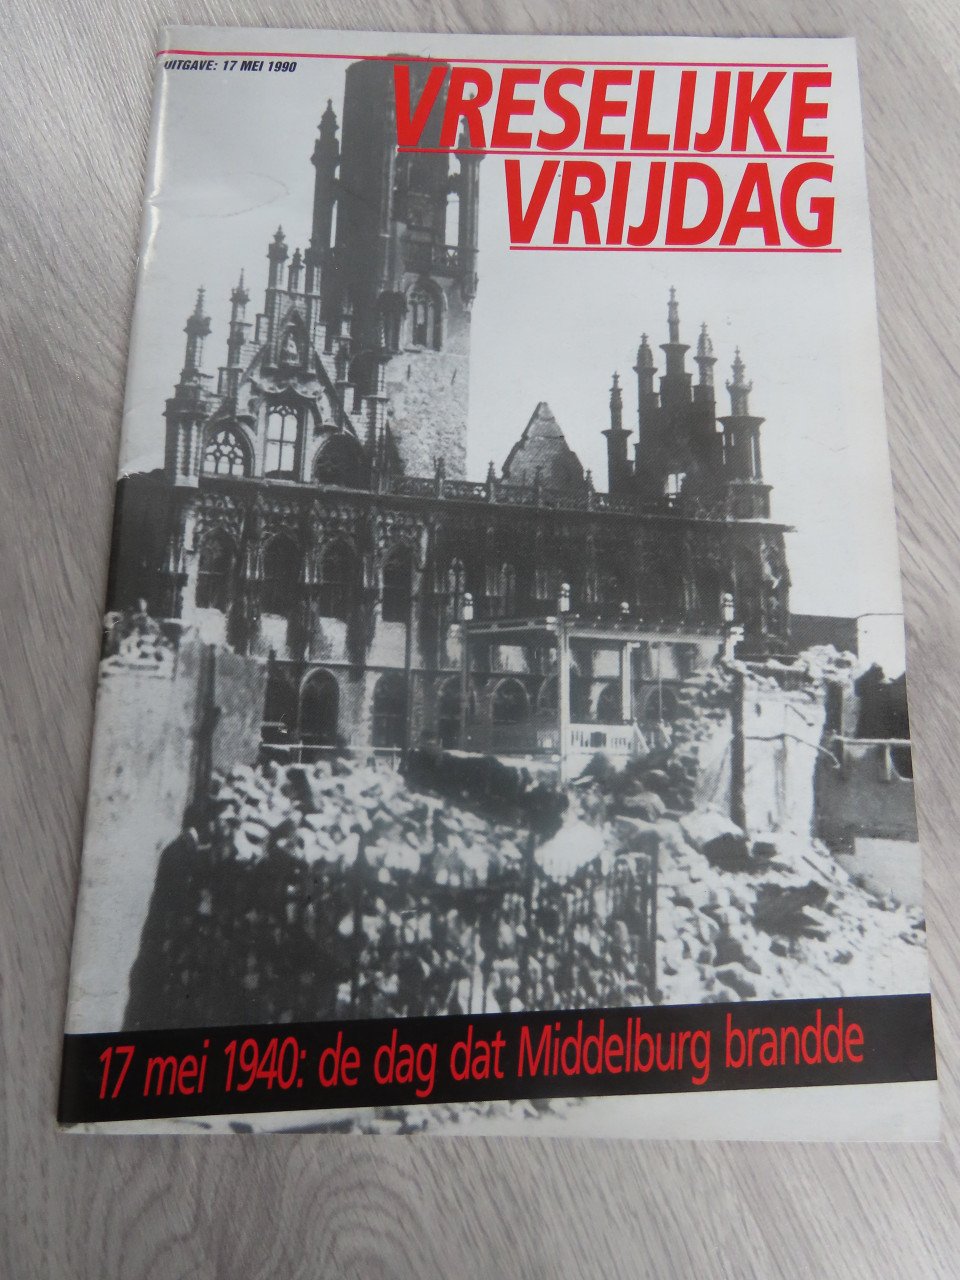 UITGAVE: 17 MEI 1990
VRESELIJKE
VRIJDAG
17 mei 1940: de dag dat Middelburg brandde